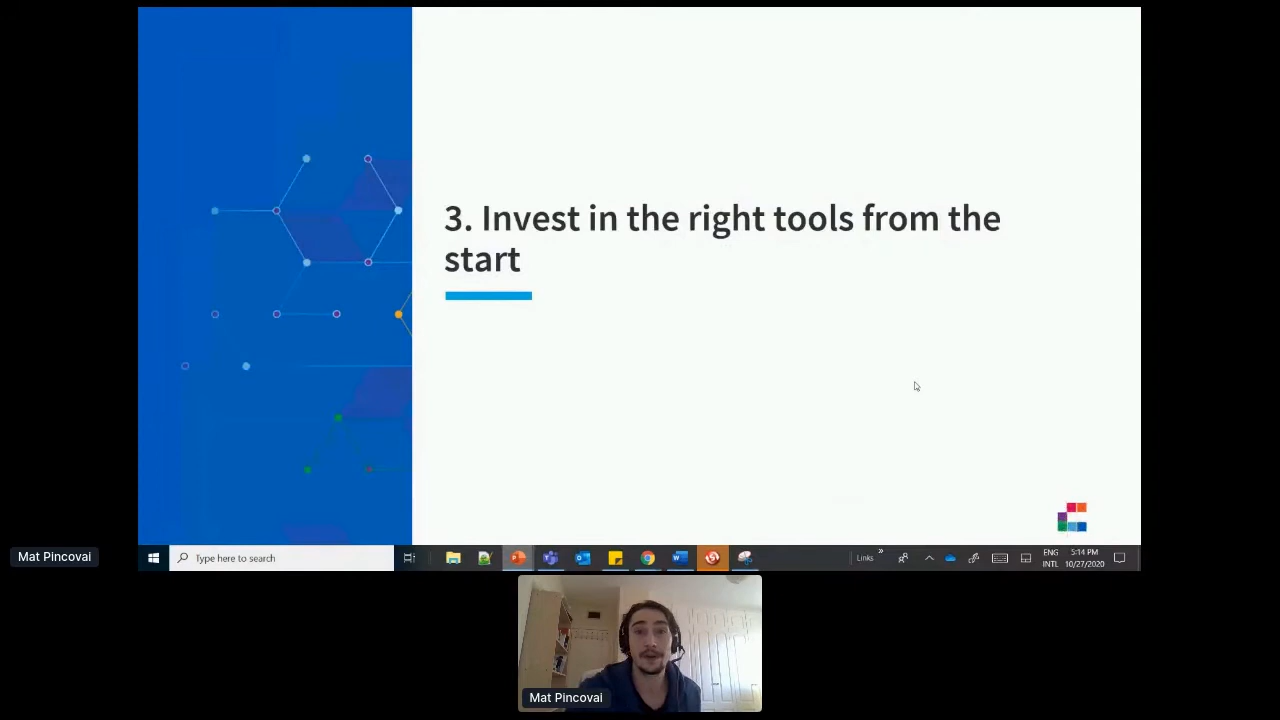 3. Invest in the right tools from the
start
Mat Pincovai
Type here to search
Links
»
ENG
INTL
5:14 PM
10/27/2020
Mat Pincovai